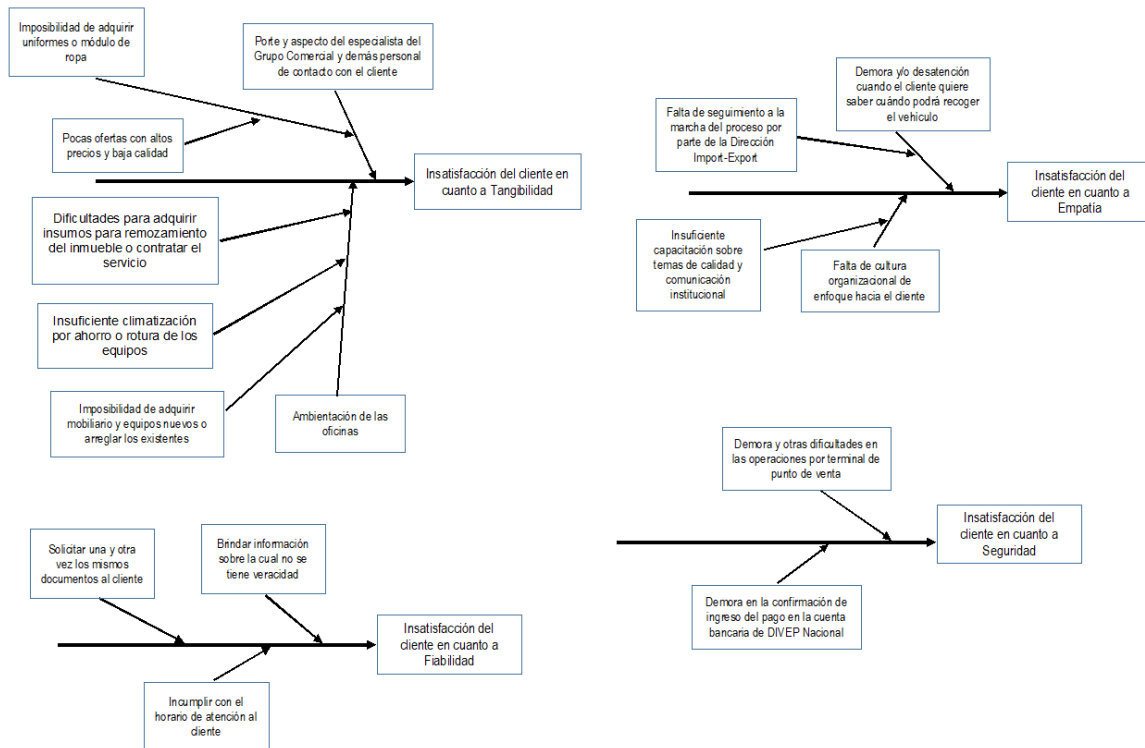 Imposibilidad de adquirir
uniformes o módulo de
ropa
Porte y aspecto del especialista del
Grupo Comercial y demás personal
de contacto con el cliente
Pocas ofertas con altos
precios y baja calidad
Insatisfacción del cliente en
cuanto a Tangibilidad
Dificultades para adquirir
insumos para remozamiento
del inmueble o contratar el
servicio
Insuficiente climatización
por ahorro o rotura de los
equipos
Imposibilidad de adquirir
mobiliario y equipos nuevos o
arreglar los existentes
Ambientación de las
oficinas
Demora y/o desatención
cuando el cliente quiere
saber cuándo podrá recoger
el vehículo
Falta de seguimiento a la
marcha del proceso por
parte de la Dirección
Import-Export
Insatisfacción del
cliente en cuanto a
Empatía
Insuficiente
capacitación sobre
temas de calidad y
comunicación
institucional
Falta de cultura
organizacional de
enfoque hacia el cliente
Solicitar una y otra
vez los mismos
documentos al cliente
Brindar información
sobre la cual no se
tiene veracidad
Insatisfacción del
cliente en cuanto a
Fiabilidad
Incumplir con el
horario de atención al
cliente
Demora y otras dificultades en
las operaciones por terminal de
punto de venta
Insatisfacción del
cliente en cuanto a
Seguridad
Demora en la confirmación de
ingreso del pago en la cuenta
bancaria de DIVEP Nacional